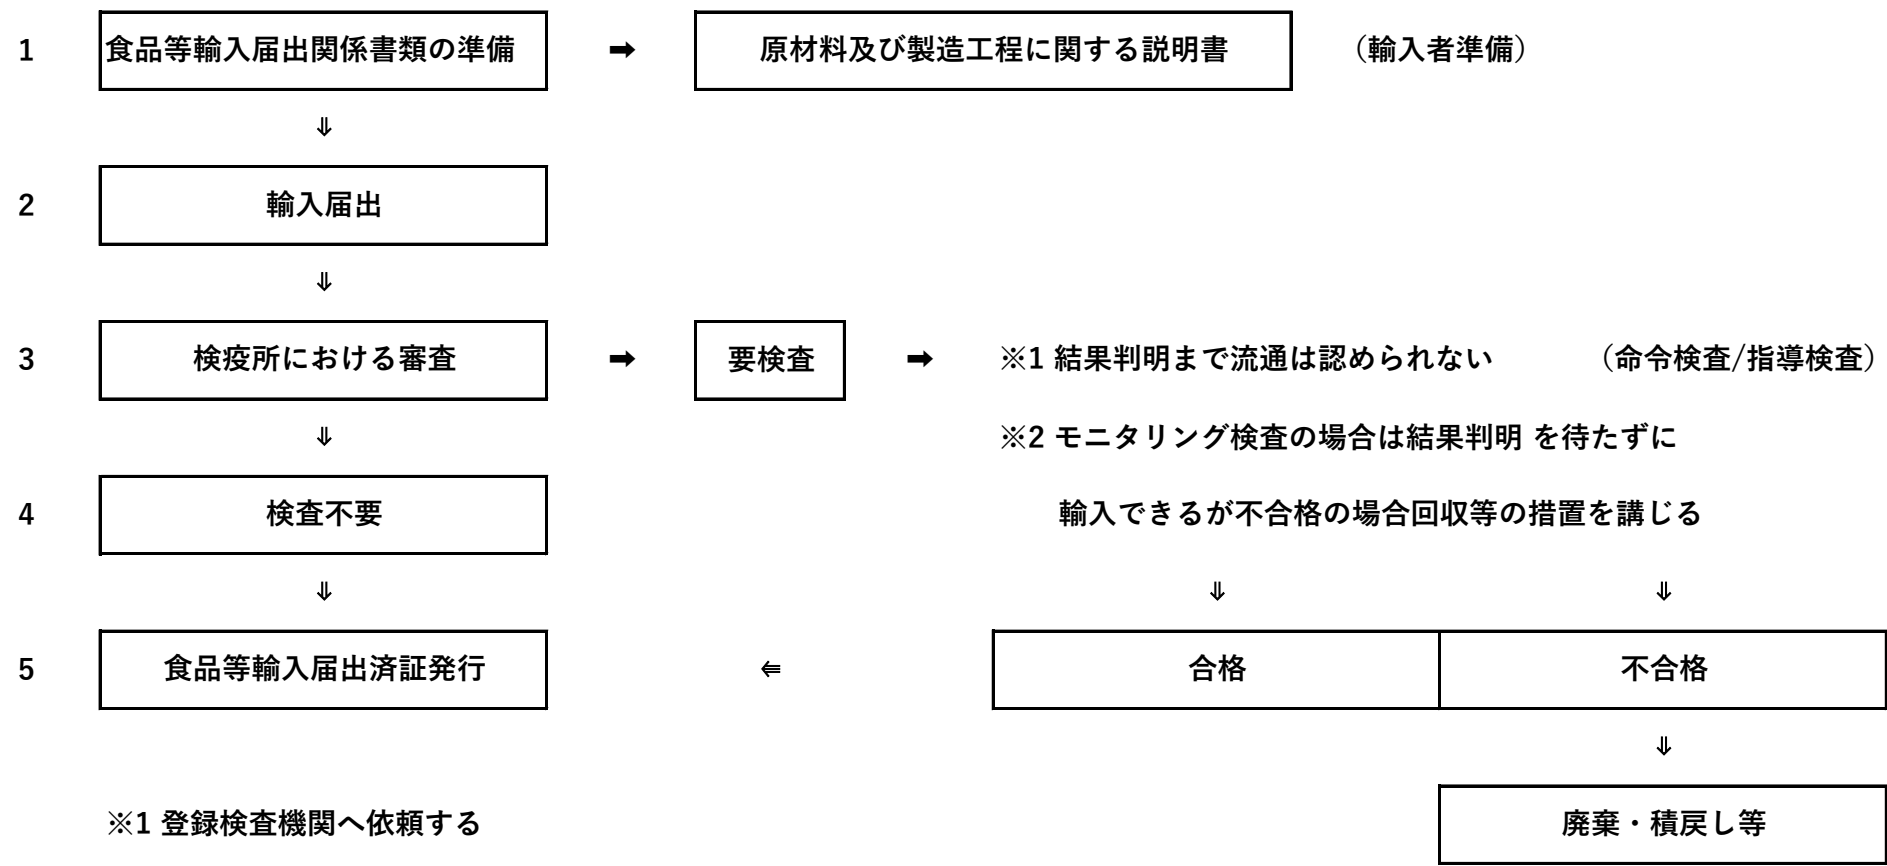 1 食品等輸入届出関係書類の準備 ➡ 原材料及び製造工程に関する説明書 （輸入者準備）
⇓
2 輸入届出
⇓
3 検疫所における審査 ➡ 要検査 ➡ ※1 結果判明まで流通は認められない （命令検査/指導検査）
⇓ ※2 モニタリング検査の場合は結果判明 を待たずに
4 検査不要 輸入できるが不合格の場合回収等の措置を講じる
⇓ ⇓ ⇓
5 食品等輸入届出済証発行 ⇚ 合格 不合格
⇓
※1 登録検査機関へ依頼する 廃棄・積戻し等